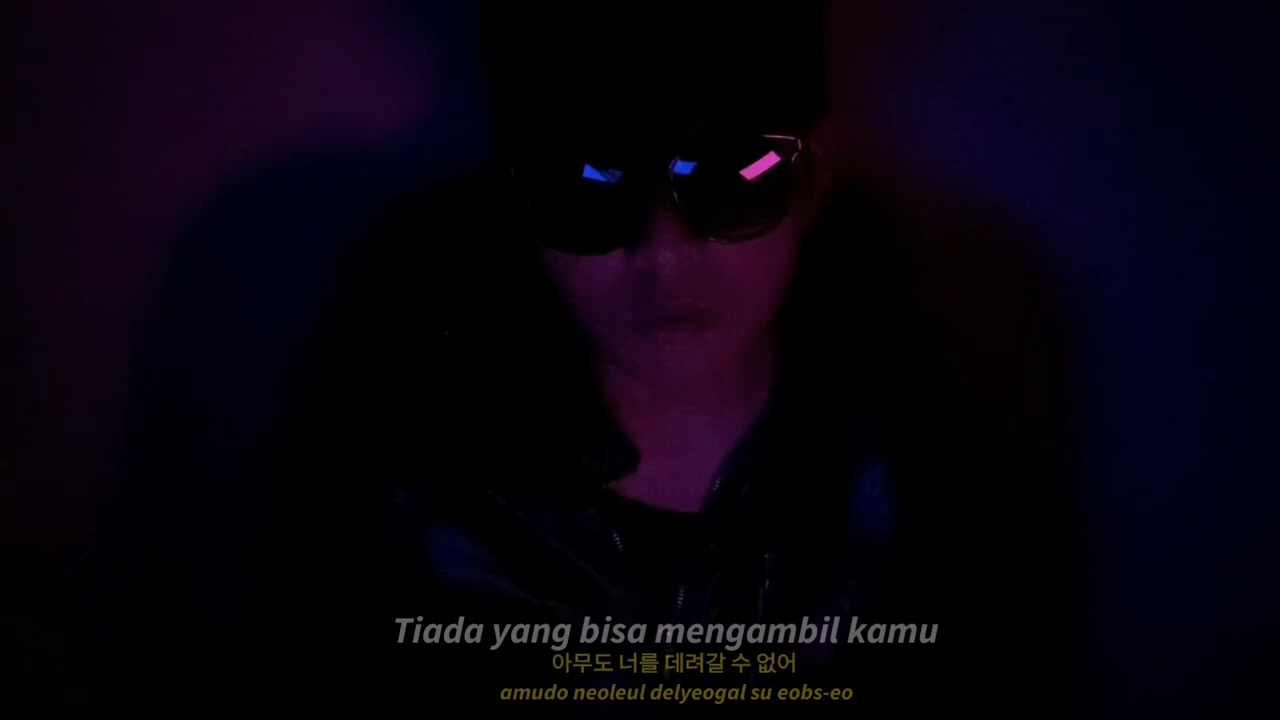 Tiada yang bisa mengambil kamu
아무도 너를 데려갈 수 없어
amudo neoleul delyeogal su eobs-eo